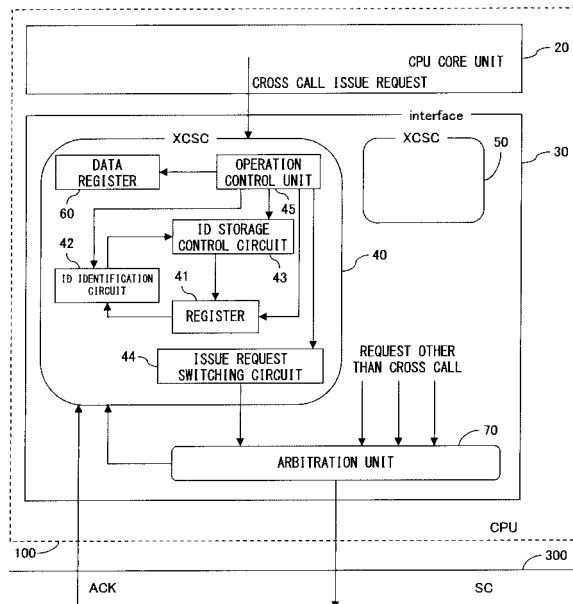 CPU CORE UNIT
20
CROSS CALL ISSUE REQUEST
interface
XCSC
XCSC
50
30
DATA
REGISTER
OPERATION
CONTROL UNIT
60
45
42
ID STORAGE
CONTROL CIRCUIT
40
ID IDENTIFICATION
CIRCUIT
41
43
REGISTER
44
ISSUE REQUEST
SWITCHING CIRCUIT
REQUEST OTHER
THAN CROSS CALL
70
ARBITRATION UNIT
CPU
100
300
ACK
SC